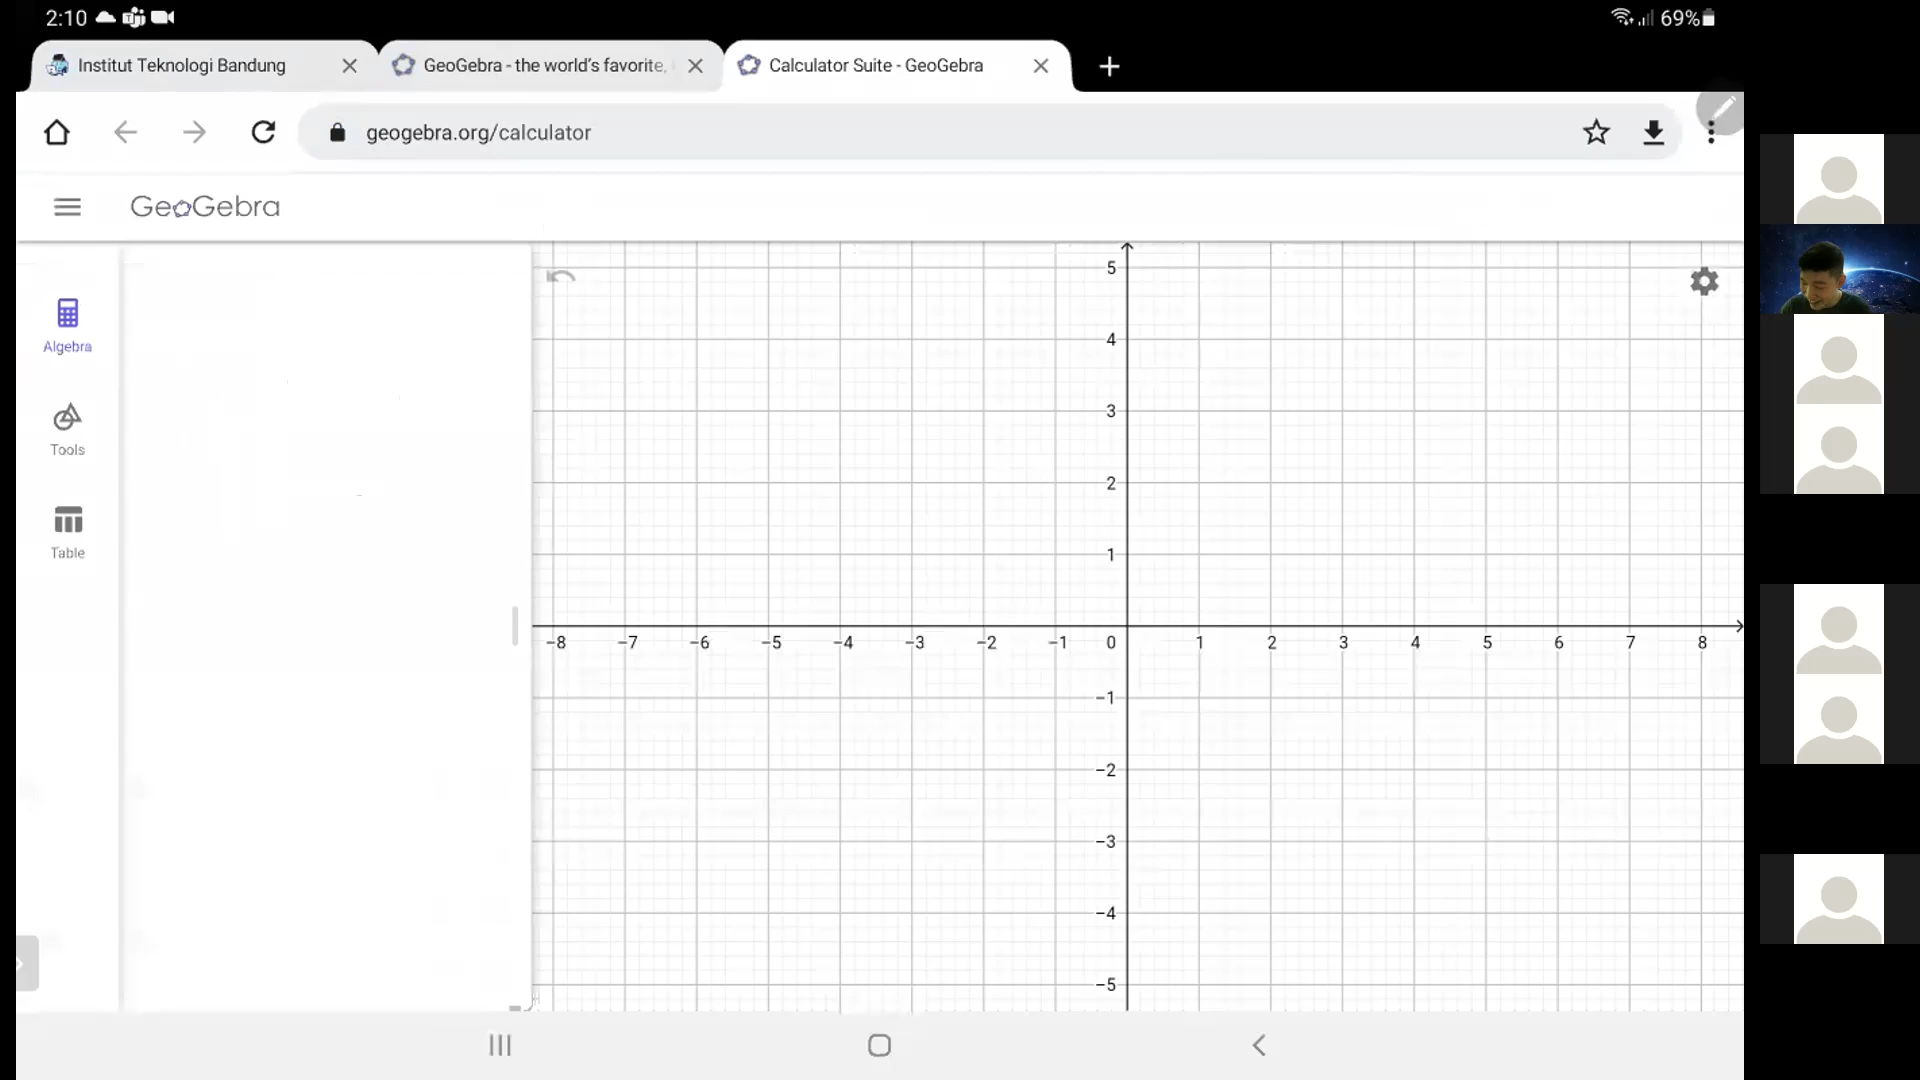 2:10 69%
Institut Teknologi Bandung GeoGebra - the world's favorite, Calculator Suite - GeoGebra
geogebra.org/calculator
GeoGebra
Algebra
Tools
Table
5
4
3
2
1
−8 −7 −6 −5 −4 −3 −2 −1 0 1 2 3 4 5 6 7 8
−1
−2
−3
−4
−5